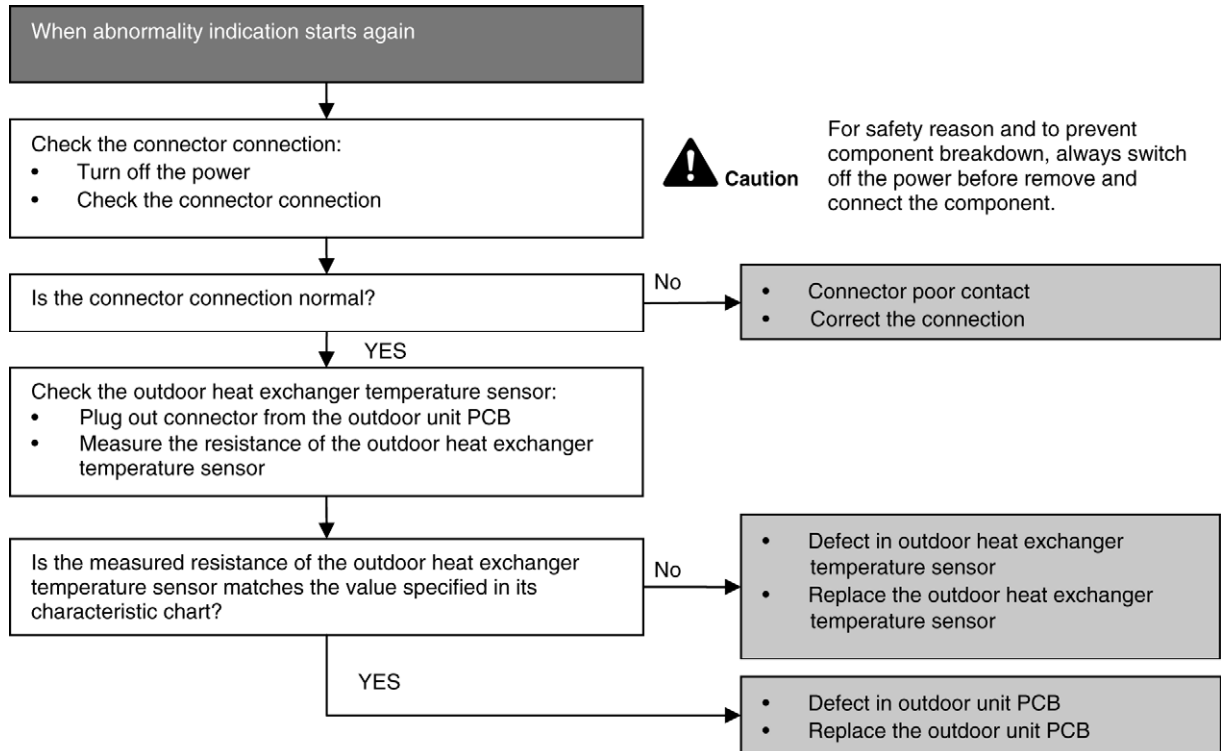 When abnormality indication starts again
Check the connector connection:
• Turn off the power
• Check the connector connection
Caution
For safety reason and to prevent
component breakdown, always switch
off the power before remove and
connect the component.
Is the connector connection normal?
No
• Connector poor contact
• Correct the connection
YES
Check the outdoor heat exchanger temperature sensor:
• Plug out connector from the outdoor unit PCB
• Measure the resistance of the outdoor heat exchanger
temperature sensor
Is the measured resistance of the outdoor heat exchanger
temperature sensor matches the value specified in its
characteristic chart?
No
• Defect in outdoor heat exchanger
temperature sensor
• Replace the outdoor heat exchanger
temperature sensor
YES
• Defect in outdoor unit PCB
• Replace the outdoor unit PCB